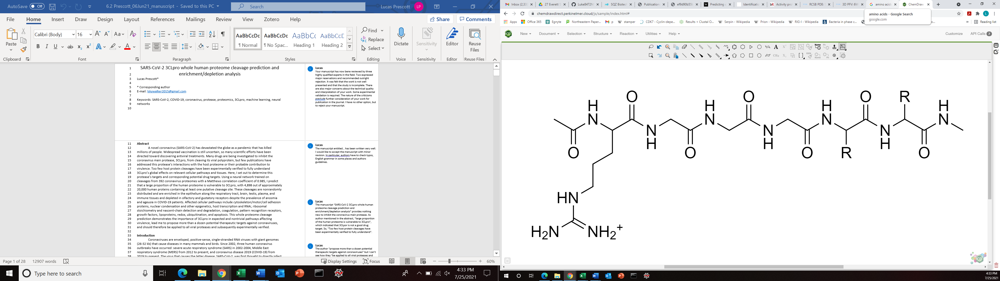 AutoSave Off 6.2 Prescott_06Jun21_manuscript - Saved to this PC Search Lucas Prescott LP
File Home Insert Draw Design Layout References Mailings Review View Zotero Help Share Comments
Calibri (Body) 16 Aa
Paste B I U ab x₂ x² A A
AaBbCcDc AaBbCcDc AaBbCc AaBbCcD
¶ Normal ¶ No Spac... Heading 1 Heading 2
Find
Replace
Select
Dictate Sensitivity Editor Reuse Files
Clipboard Font Paragraph Styles Editing Voice Sensitivity Editor Reuse Files
1 SARS-CoV-2 3CLpro whole human proteome cleavage prediction and
2 enrichment/depletion analysis
3 Lucas Prescott*
4
5 * Corresponding author
6 E-mail: lskywalker2015@gmail.com
7
8 Keywords: SARS-CoV-2, COVID-19, coronavirus, protease, proteomics, 3CLpro, machine learning, neural
9 networks
10
11 Abstract
12 A novel coronavirus (SARS-CoV-2) has devastated the globe as a pandemic that has killed
13 millions of people. Widespread vaccination is still uncertain, so many scientific efforts have been
14 directed toward discovering antiviral treatments. Many drugs are being investigated to inhibit the
15 coronavirus main protease, 3CLpro, from cleaving its viral polyprotein, but few publications have
16 addressed this protease's interactions with the host proteome or their probable contribution to
17 virulence. Too few host protein cleavages have been experimentally verified to fully understand
18 3CLpro's global effects on relevant cellular pathways and tissues. Here, I set out to determine this
19 protease's targets and corresponding potential drug targets. Using a neural network trained on
20 cleavages from 392 coronavirus proteomes with a Matthews correlation coefficient of 0.985, I predict
21 that a large proportion of the human proteome is vulnerable to 3CLpro, with 4,898 out of approximately
22 20,000 human proteins containing at least one putative cleavage site. These cleavages are nonrandomly
23 distributed and are enriched in the epithelium along the respiratory tract, brain, testis, plasma, and
24 immune tissues and depleted in olfactory and gustatory receptors despite the prevalence of anosmia
25 and ageusia in COVID-19 patients. Affected cellular pathways include cytoskeleton/motor/cell adhesion
26 proteins, nuclear condensation and other epigenetics, host transcription and RNAi, ribosomal
27 stoichiometry and nascent-chain detection and degradation, coagulation, pattern recognition receptors,
28 growth factors, lipoproteins, redox, ubiquitination, and apoptosis. This whole proteome cleavage
29 prediction demonstrates the importance of 3CLpro in expected and nontrivial pathways affecting
30 virulence, lead me to propose more than a dozen potential therapeutic targets against coronaviruses,
31 and should therefore be applied to all viral proteases and subsequently experimentally verified.
32
33 Introduction
34 Coronaviruses are enveloped, positive-sense, single-stranded RNA viruses with giant genomes
35 (26-32 kb) that cause diseases in many mammals and birds. Since 2002, three human coronavirus
36 outbreaks have occurred: severe acute respiratory syndrome (SARS) in 2002-2004, Middle East
37 respiratory syndrome (MERS) from 2012 to present, and coronavirus disease 2019 (COVID-19) from
38 2019 to present. The virus that causes the latter disease, SARS-CoV-2, was first thought to directly infect
Lucas
Your manuscript has now bene reviewed by three
highly qualified experts in the field. Two expressed
major reservations and recommended outright
rejection. It was felt that the work is not well
presented and that the study is incomplete. There
are also major concerns about the technical quality
and interpretation of your work. Some experimental
validation is required. The nature of the criticisms
preclude further consideration of your work for
publication in the journal. I have no other option, but
to reject your manuscript.
Lucas
The manuscript entitled... has been written very well.
I would like to accept the manuscript with minor
revision. In particular, authors have to check typos,
English grammar in some places and authors
guidelines.
Lucas
The manuscript "SARS-CoV-2 3CLpro whole human
proteome cleavage prediction and
enrichment/depletion analysis" provides nothing
new to inhibit the coronavirus main protease. As
author mentioned in the abstract, "large proportion
of the human proteome is vulnerable to 3CLpro",
which indicated that 3CLpor is not a good drug
target. So, "Too few host protein cleavages have
been experimentally verified to fully understand".
Lucas
The author "propose more than a dozen potential
therapeutic targets against coronaviruses" but I can't
see how they "be applied to all viral proteases and
Page 1 of 28 12907 words Display Settings Focus 60%
Type here to search 4:33 PM
7/25/2021
Inbox (2,33 27 Everett S Luke8472N SQZ Biotech Publication ef9d90b55b Predicting c Identificatio Activity pro RCSB PDB: 3D PFV: 6W amino acids ChemDraw
chemdrawdirect.perkinelmer.cloud/js/sample/index.html#
amino acids - Google Search
google.com
Apps Office 365 Egnyte Northeastern Paper... M p stamper CDK7 - Cyclin-depe... Results < Clustal O... Serpin - Wikipedia Prion - Wikipedia RIG-I - Wikipedia Bacteria in phase c... Reading list
New Document Selection Structure Reaction Utilities Help Customize API Calls 7
O O O R
H H H H
N N N N
N N N N
H H H H
O O O R O
HN
H₂N NH₂⁺
4:33 PM
7/25/2021